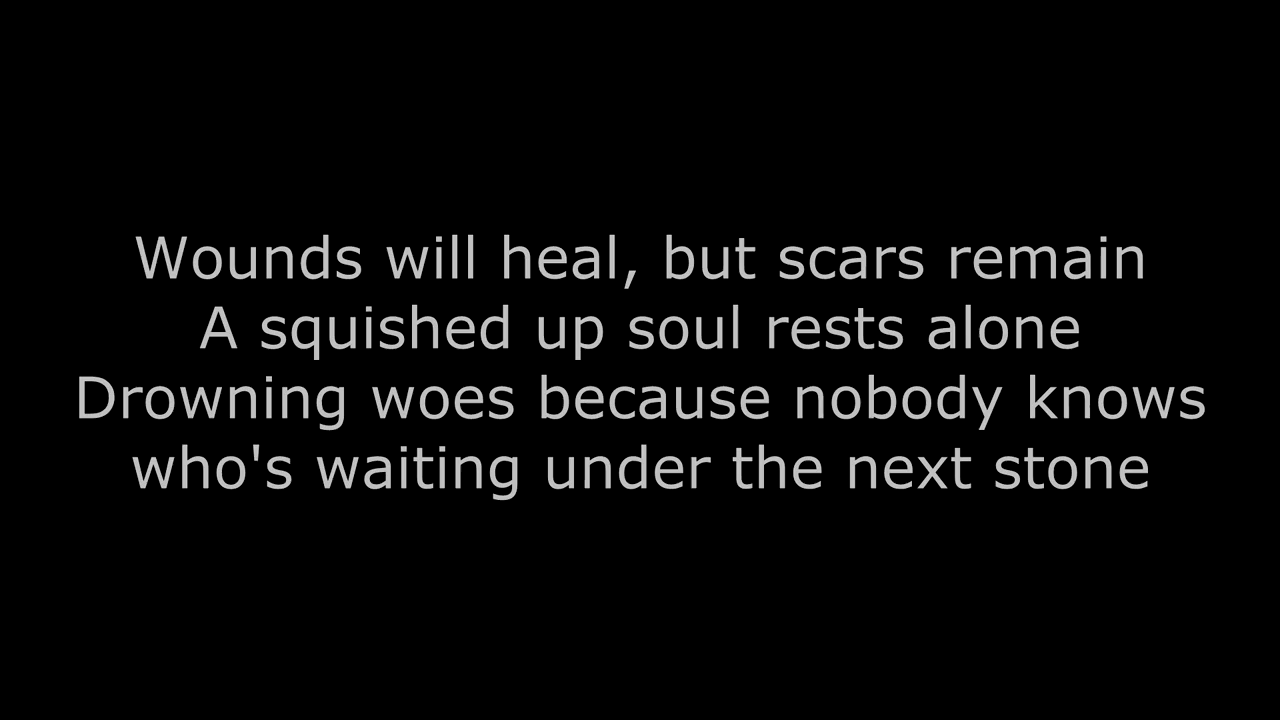 Wounds will heal, but scars remain
A squished up soul rests alone
Drowning woes because nobody knows
who's waiting under the next stone